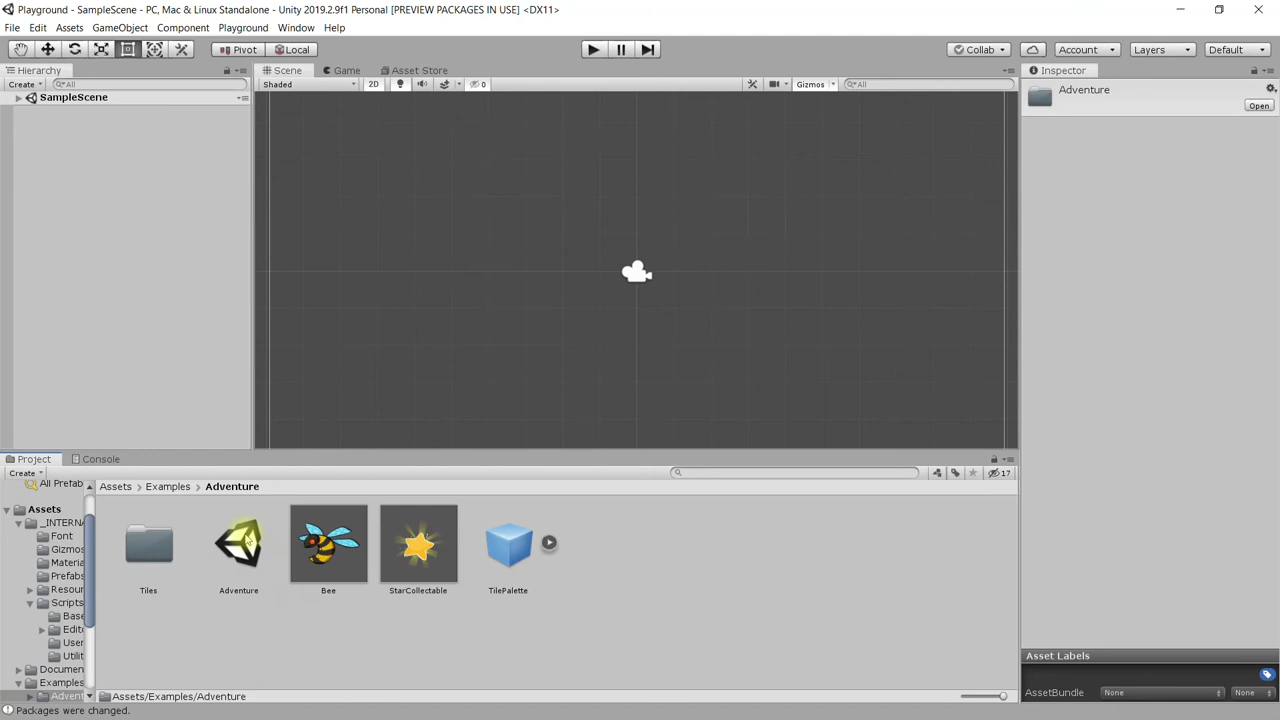 Playground - SampleScene - PC, Mac & Linux Standalone - Unity 2019.2.9f1 Personal [PREVIEW PACKAGES IN USE] <DX11>
File Edit Assets GameObject Component Playground Window Help
Pivot Local Collab Account Layers Default
Hierarchy Scene Game Asset Store Inspector
Create All Shaded 2D 0 Gizmos All
SampleScene
Adventure
Open
Project Console
Create 17
All Prefab
Assets > Examples > Adventure
Assets
_INTERNA
Font
Gizmos
Materia
Prefabs
Resour
Scripts
Base
Edito
User
Utilit
Documen
Examples
Advent
Tiles Adventure Bee StarCollectable TilePalette
Assets/Examples/Adventure
Asset Labels
AssetBundle None None
Packages were changed.